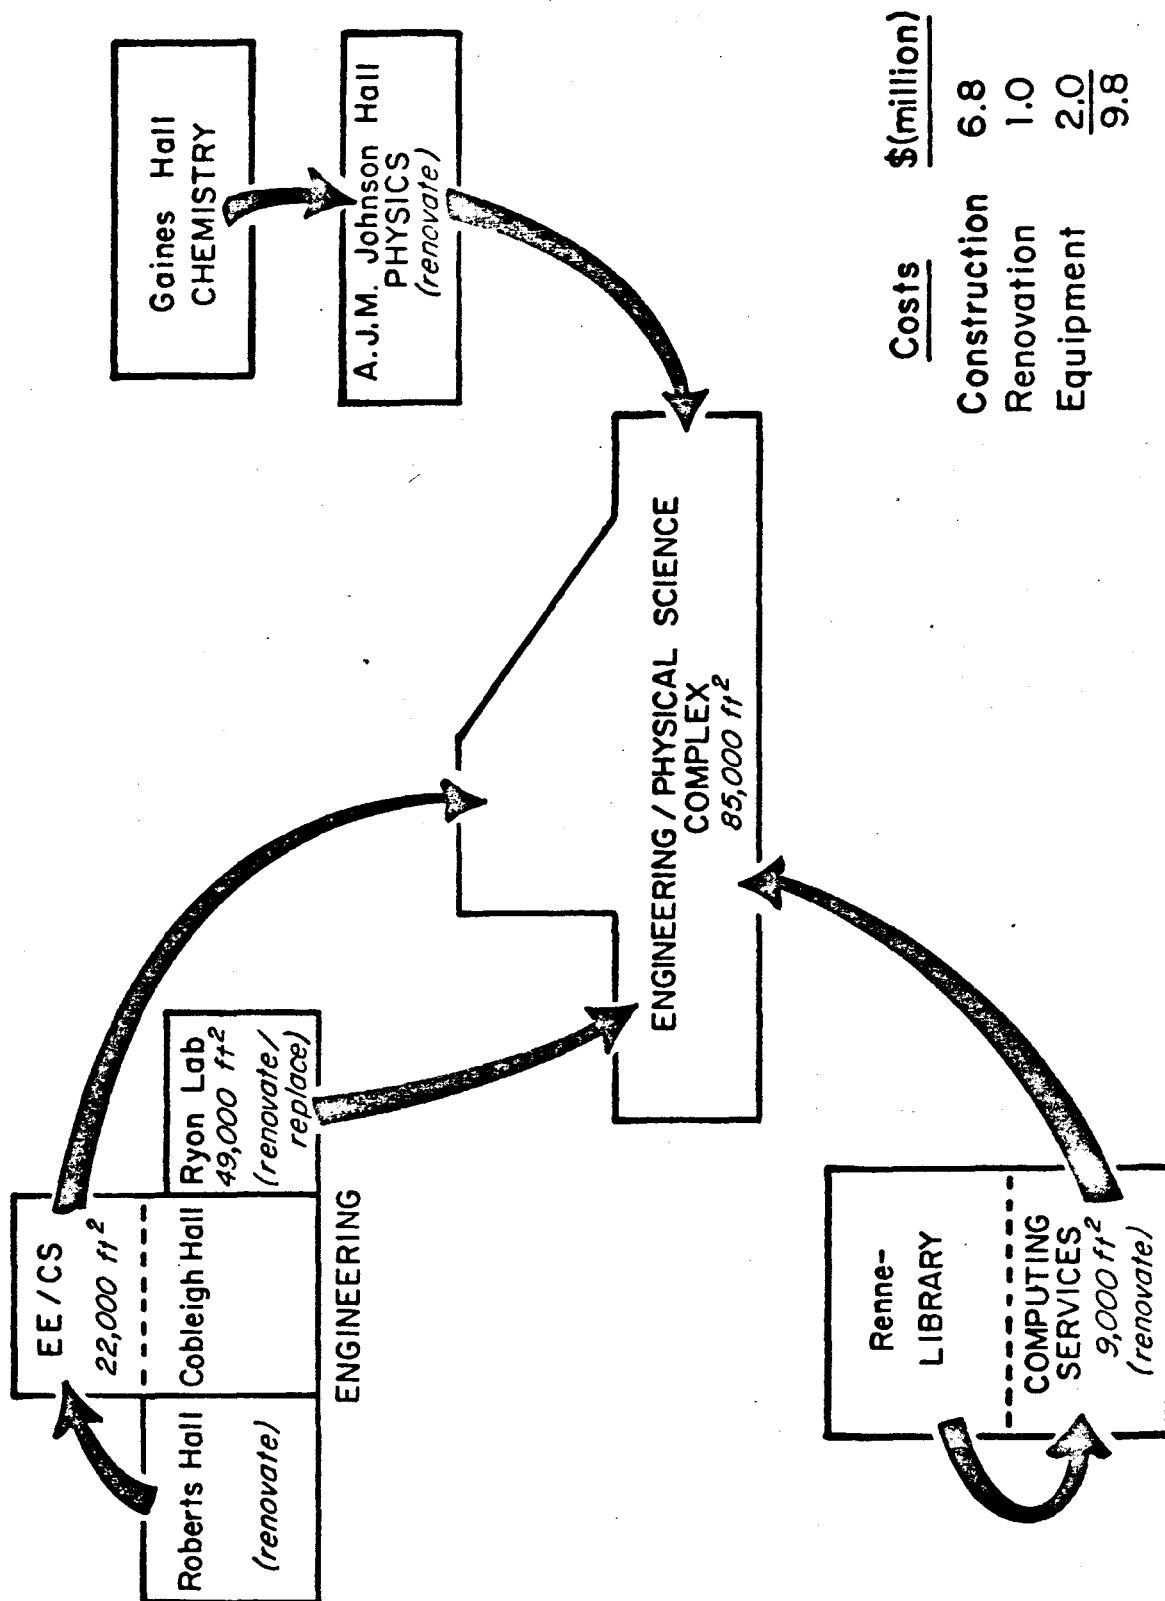 EE/CS
22,000 ft²
Roberts Hall
(renovate)
Cobleigh Hall
Ryon Lab
49,000 ft²
(renovate/
replace)
ENGINEERING
Gaines Hall
CHEMISTRY
A.J.M. Johnson Hall
PHYSICS
(renovate)
ENGINEERING / PHYSICAL SCIENCE
COMPLEX
85,000 ft²
Renne-
LIBRARY
COMPUTING
SERVICES
9,000 ft²
(renovate)
Costs $(million)
Construction 6.8
Renovation 1.0
Equipment 2.0
9.8